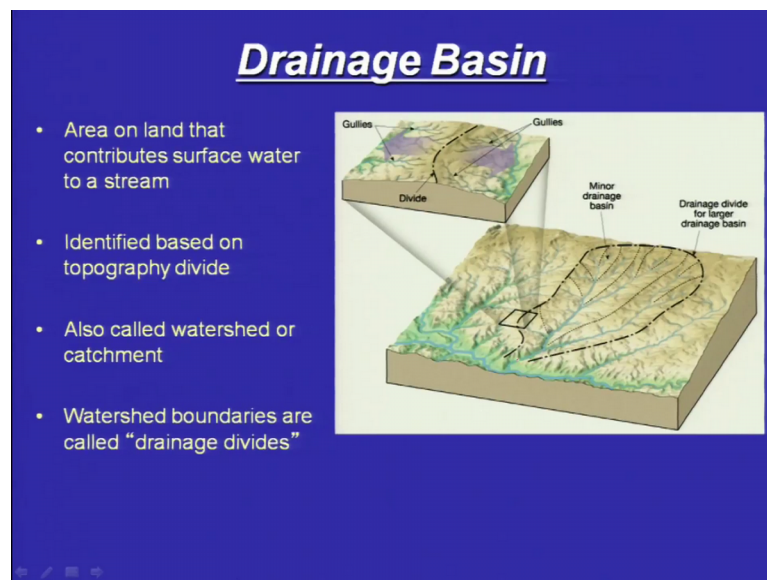 Drainage Basin
• Area on land that
contributes surface water
to a stream
• Identified based on
topography divide
• Also called watershed or
catchment
• Watershed boundaries are
called “drainage divides”
Gullies
Gullies
Divide
Minor
drainage
basin
Drainage divide
for larger
drainage basin